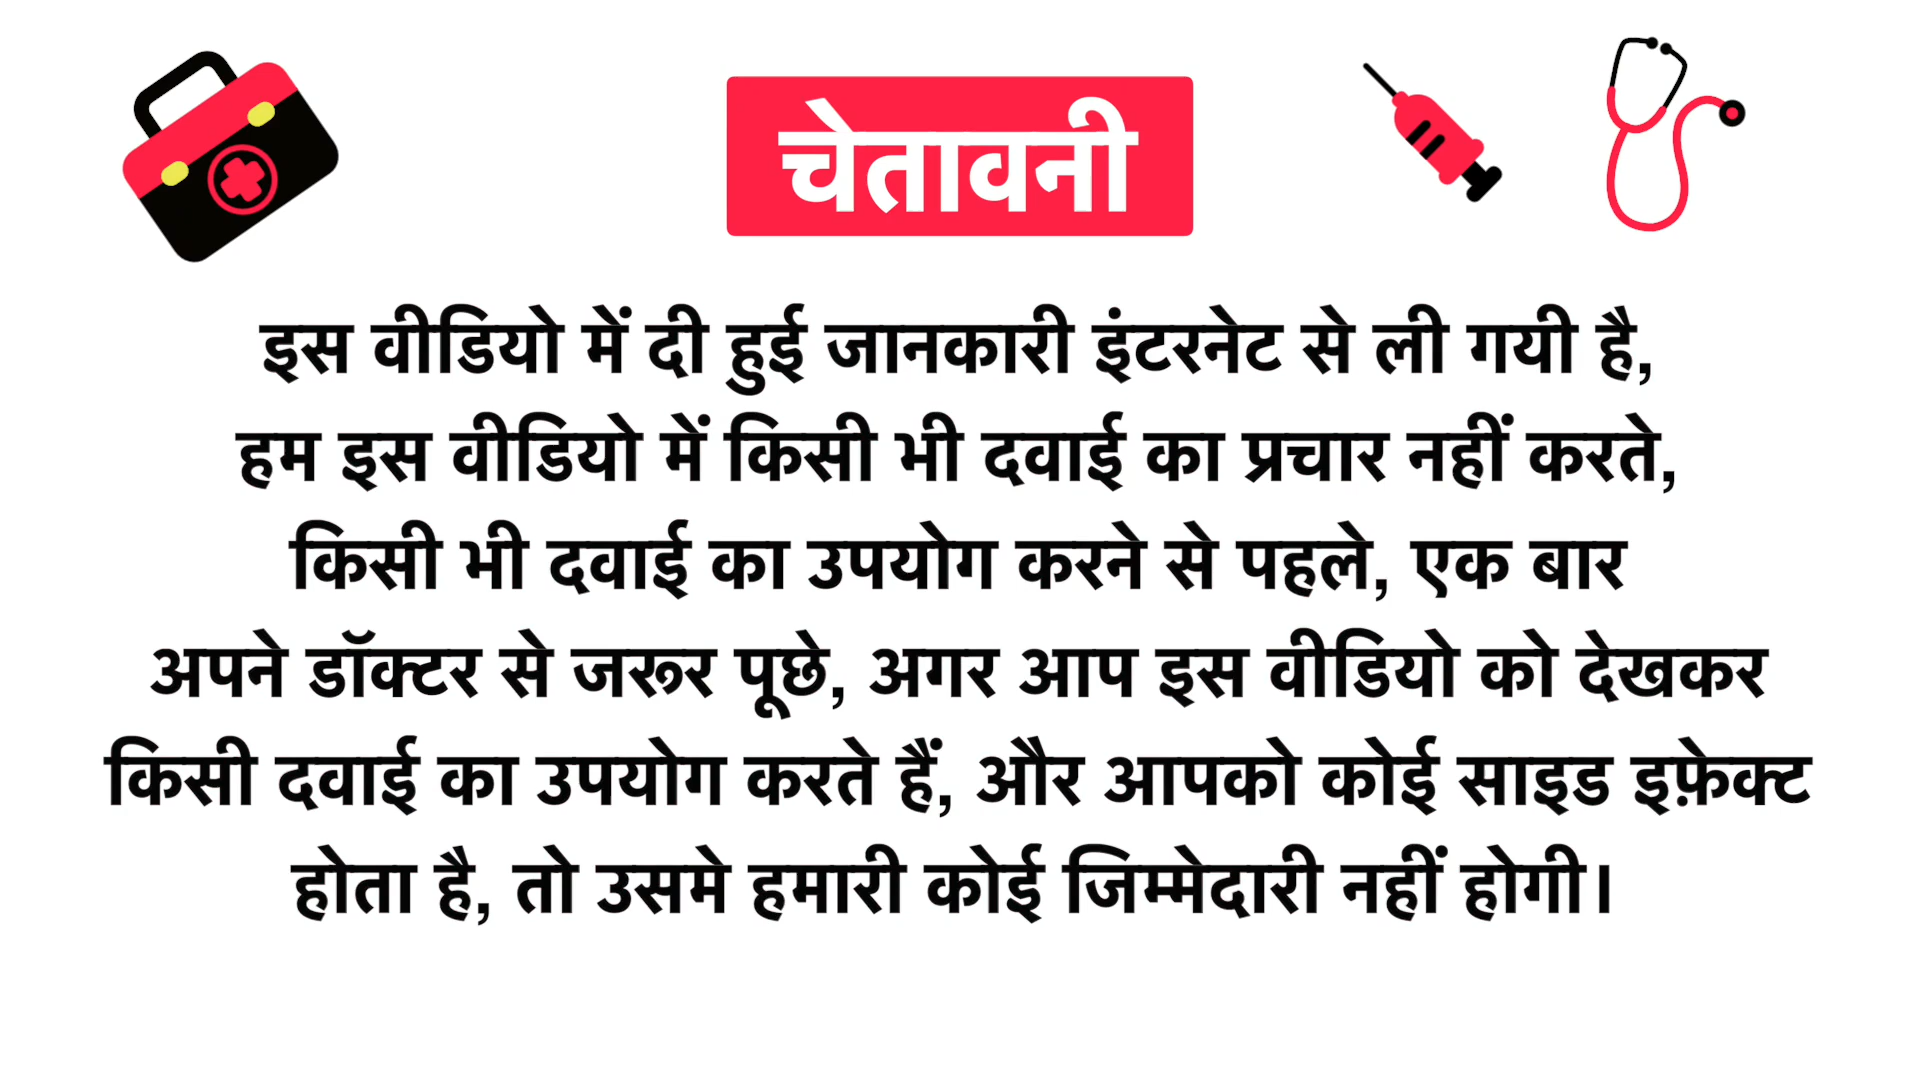 चेतावनी
इस वीडियो में दी हुई जानकारी इंटरनेट से ली गयी है,
हम इस वीडियो में किसी भी दवाई का प्रचार नहीं करते,
किसी भी दवाई का उपयोग करने से पहले, एक बार
अपने डॉक्टर से जरूर पूछे, अगर आप इस वीडियो को देखकर
किसी दवाई का उपयोग करते हैं, और आपको कोई साइड इफ़ेक्ट
होता है, तो उसमे हमारी कोई जिम्मेदारी नहीं होगी।